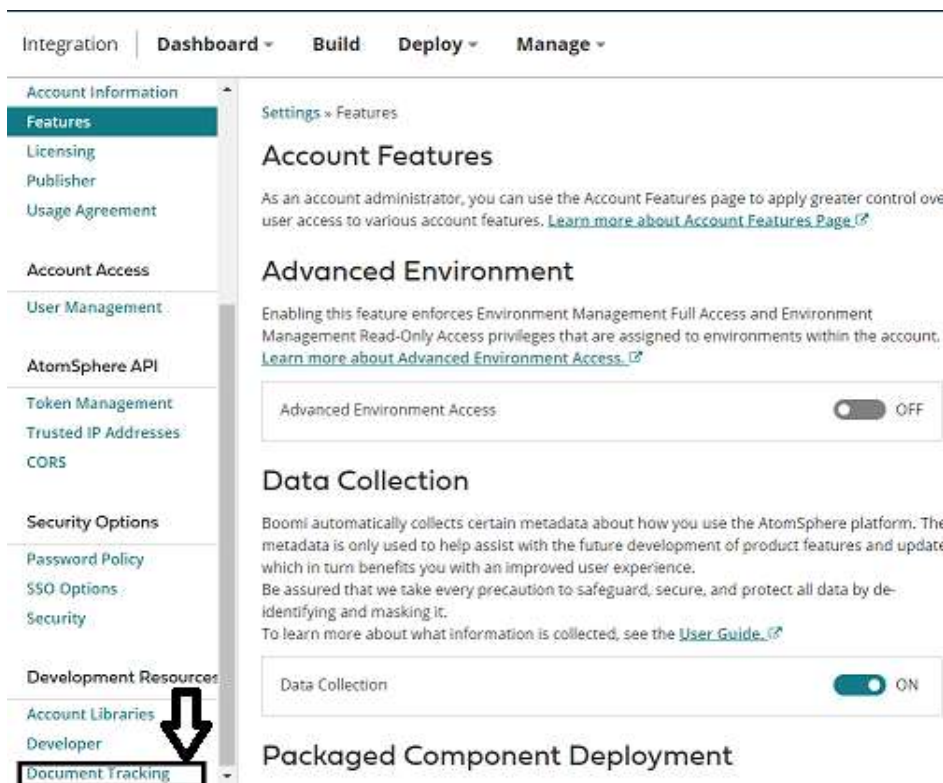 Integration Dashboard Build Deploy Manage
Account Information
Features
Licensing
Publisher
Usage Agreement
Account Access
User Management
AtomSphere API
Token Management
Trusted IP Addresses
CORS
Security Options
Password Policy
SSO Options
Security
Development Resources
Account Libraries
Developer
Document Tracking
Settings » Features
Account Features
As an account administrator, you can use the Account Features page to apply greater control ove
user access to various account features. Learn more about Account Features Page
Advanced Environment
Enabling this feature enforces Environment Management Full Access and Environment
Management Read-Only Access privileges that are assigned to environments within the account.
Learn more about Advanced Environment Access.
Advanced Environment Access OFF
Data Collection
Boomi automatically collects certain metadata about how you use the AtomSphere platform. The
metadata is only used to help assist with the future development of product features and update
which in turn benefits you with an improved user experience.
Be assured that we take every precaution to safeguard, secure, and protect all data by de-
identifying and masking it.
To learn more about what information is collected, see the User Guide.
Data Collection ON
Packaged Component Deployment